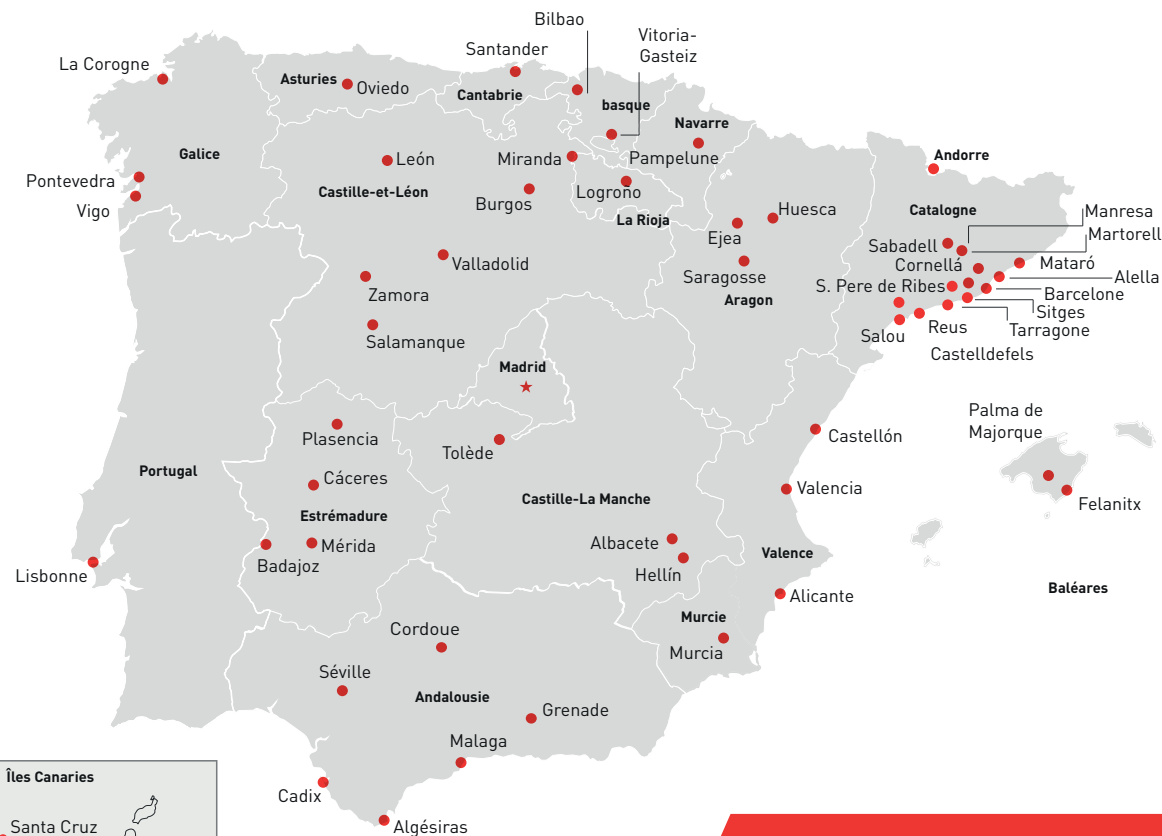 Bilbao
Vitoria-
Gasteiz
Santander
La Corogne
Asturies
Oviedo
Cantabrie
basque
Navarre
Galice
León
Miranda
Pampelune
Andorre
Pontevedra
Castille-et-Léon
Logroño
Vigo
Burgos
La Rioja
Huesca
Catalogne
Manresa
Ejea
Martorell
Sabadell
Valladolid
Saragosse
Cornellá
Mataró
Alella
Zamora
S. Pere de Ribes
Barcelone
Aragon
Sitges
Salamanque
Salou
Reus
Tarragone
Castelldefels
Madrid
Palma de
Majorque
Plasencia
Tolède
Castellón
Portugal
Cáceres
Castille-La Manche
Valencia
Felanitx
Estrémadure
Mérida
Albacete
Valence
Badajoz
Lisbonne
Hellín
Baléares
Alicante
Murcie
Cordoue
Murcia
Séville
Andalousie
Grenade
Malaga
Îles Canaries
Cadix
Santa Cruz
Algésiras